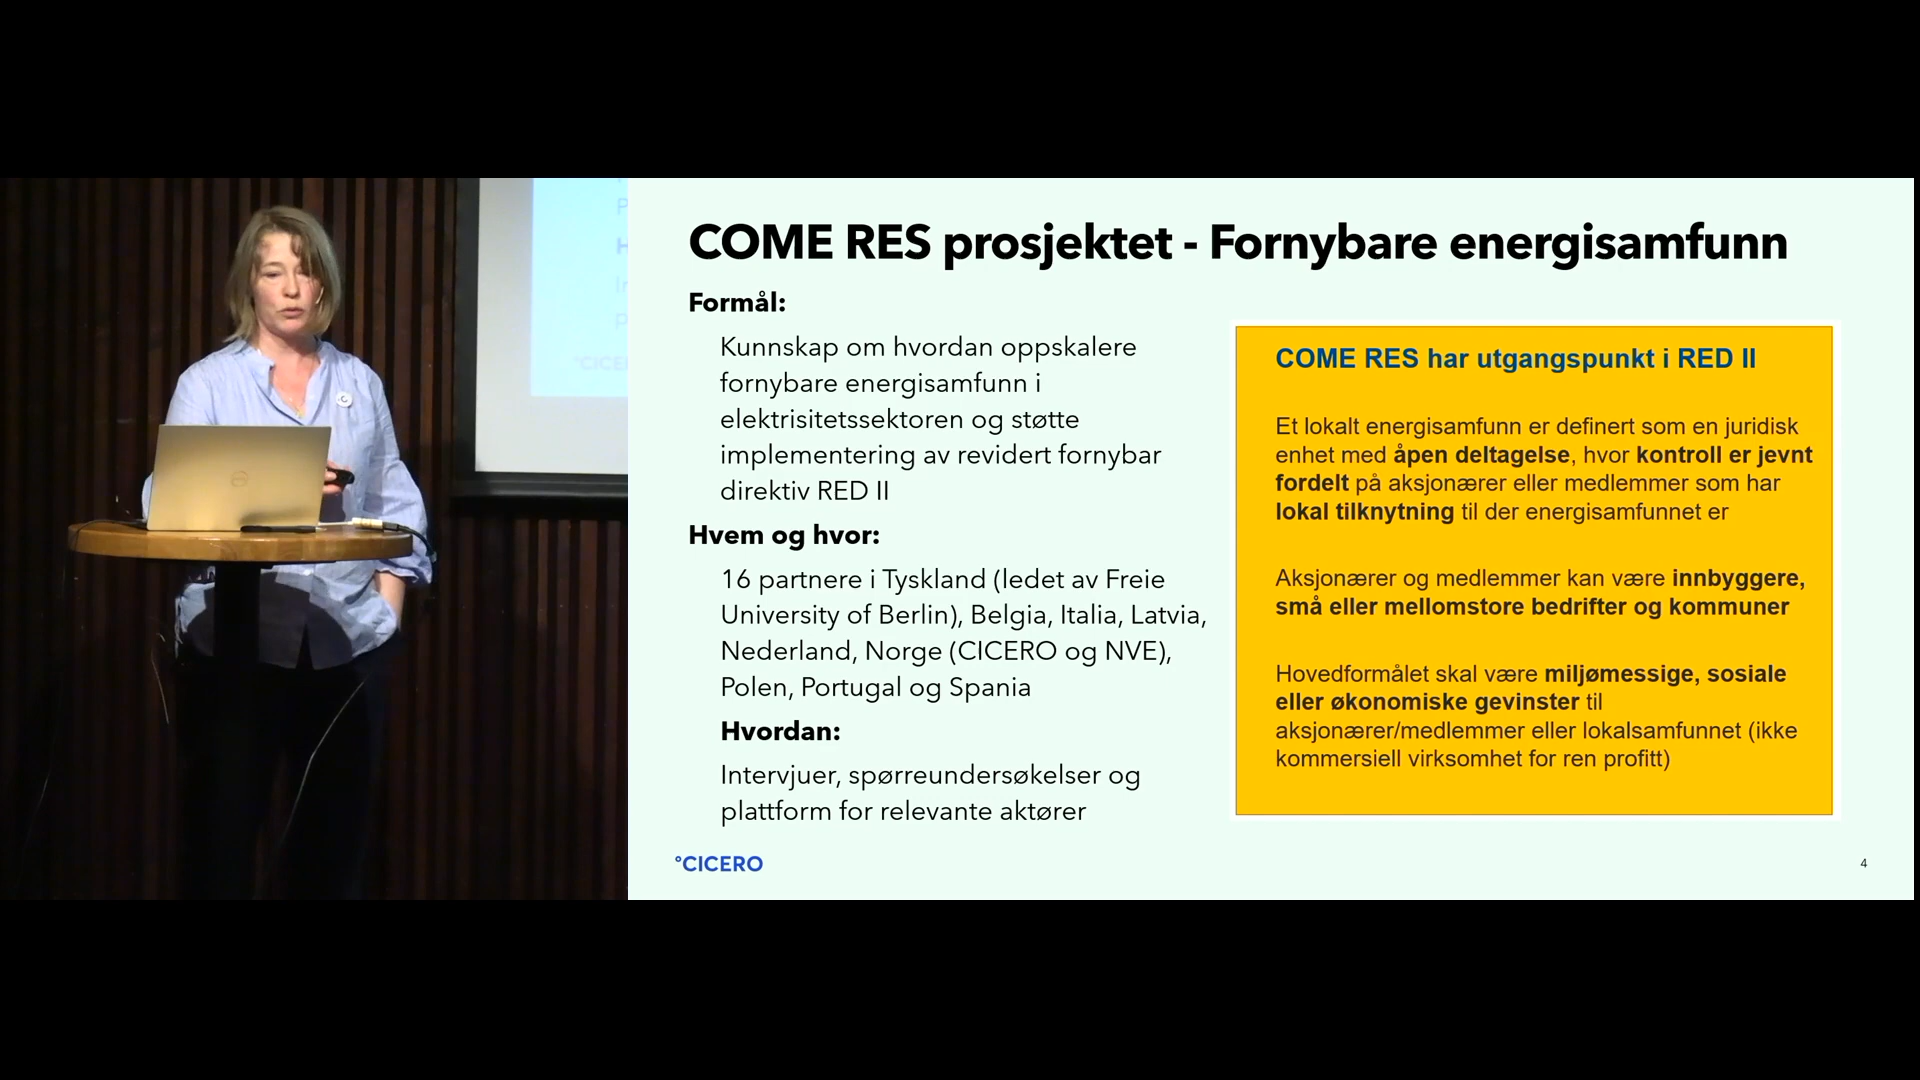 COME RES prosjektet - Fornybare energisamfunn
Formål:
Kunnskap om hvordan oppskalere
fornybare energisamfunn i
elektrisitetssektoren og støtte
implementering av revidert fornybar
direktiv RED II
Hvem og hvor:
16 partnere i Tyskland (ledet av Freie
University of Berlin), Belgia, Italia, Latvia,
Nederland, Norge (CICERO og NVE),
Polen, Portugal og Spania
Hvordan:
Intervjuer, spørreundersøkelser og
plattform for relevante aktører
COME RES har utgangspunkt i RED II
Et lokalt energisamfunn er definert som en juridisk
enhet med åpen deltagelse, hvor kontroll er jevnt
fordelt på aksjonærer eller medlemmer som har
lokal tilknytning til der energisamfunnet er
Aksjonærer og medlemmer kan være innbyggere,
små eller mellomstore bedrifter og kommuner
Hovedformålet skal være miljømessige, sosiale
eller økonomiske gevinster til
aksjonærer/medlemmer eller lokalsamfunnet (ikke
kommersiell virksomhet for ren profitt)
°CICERO
4